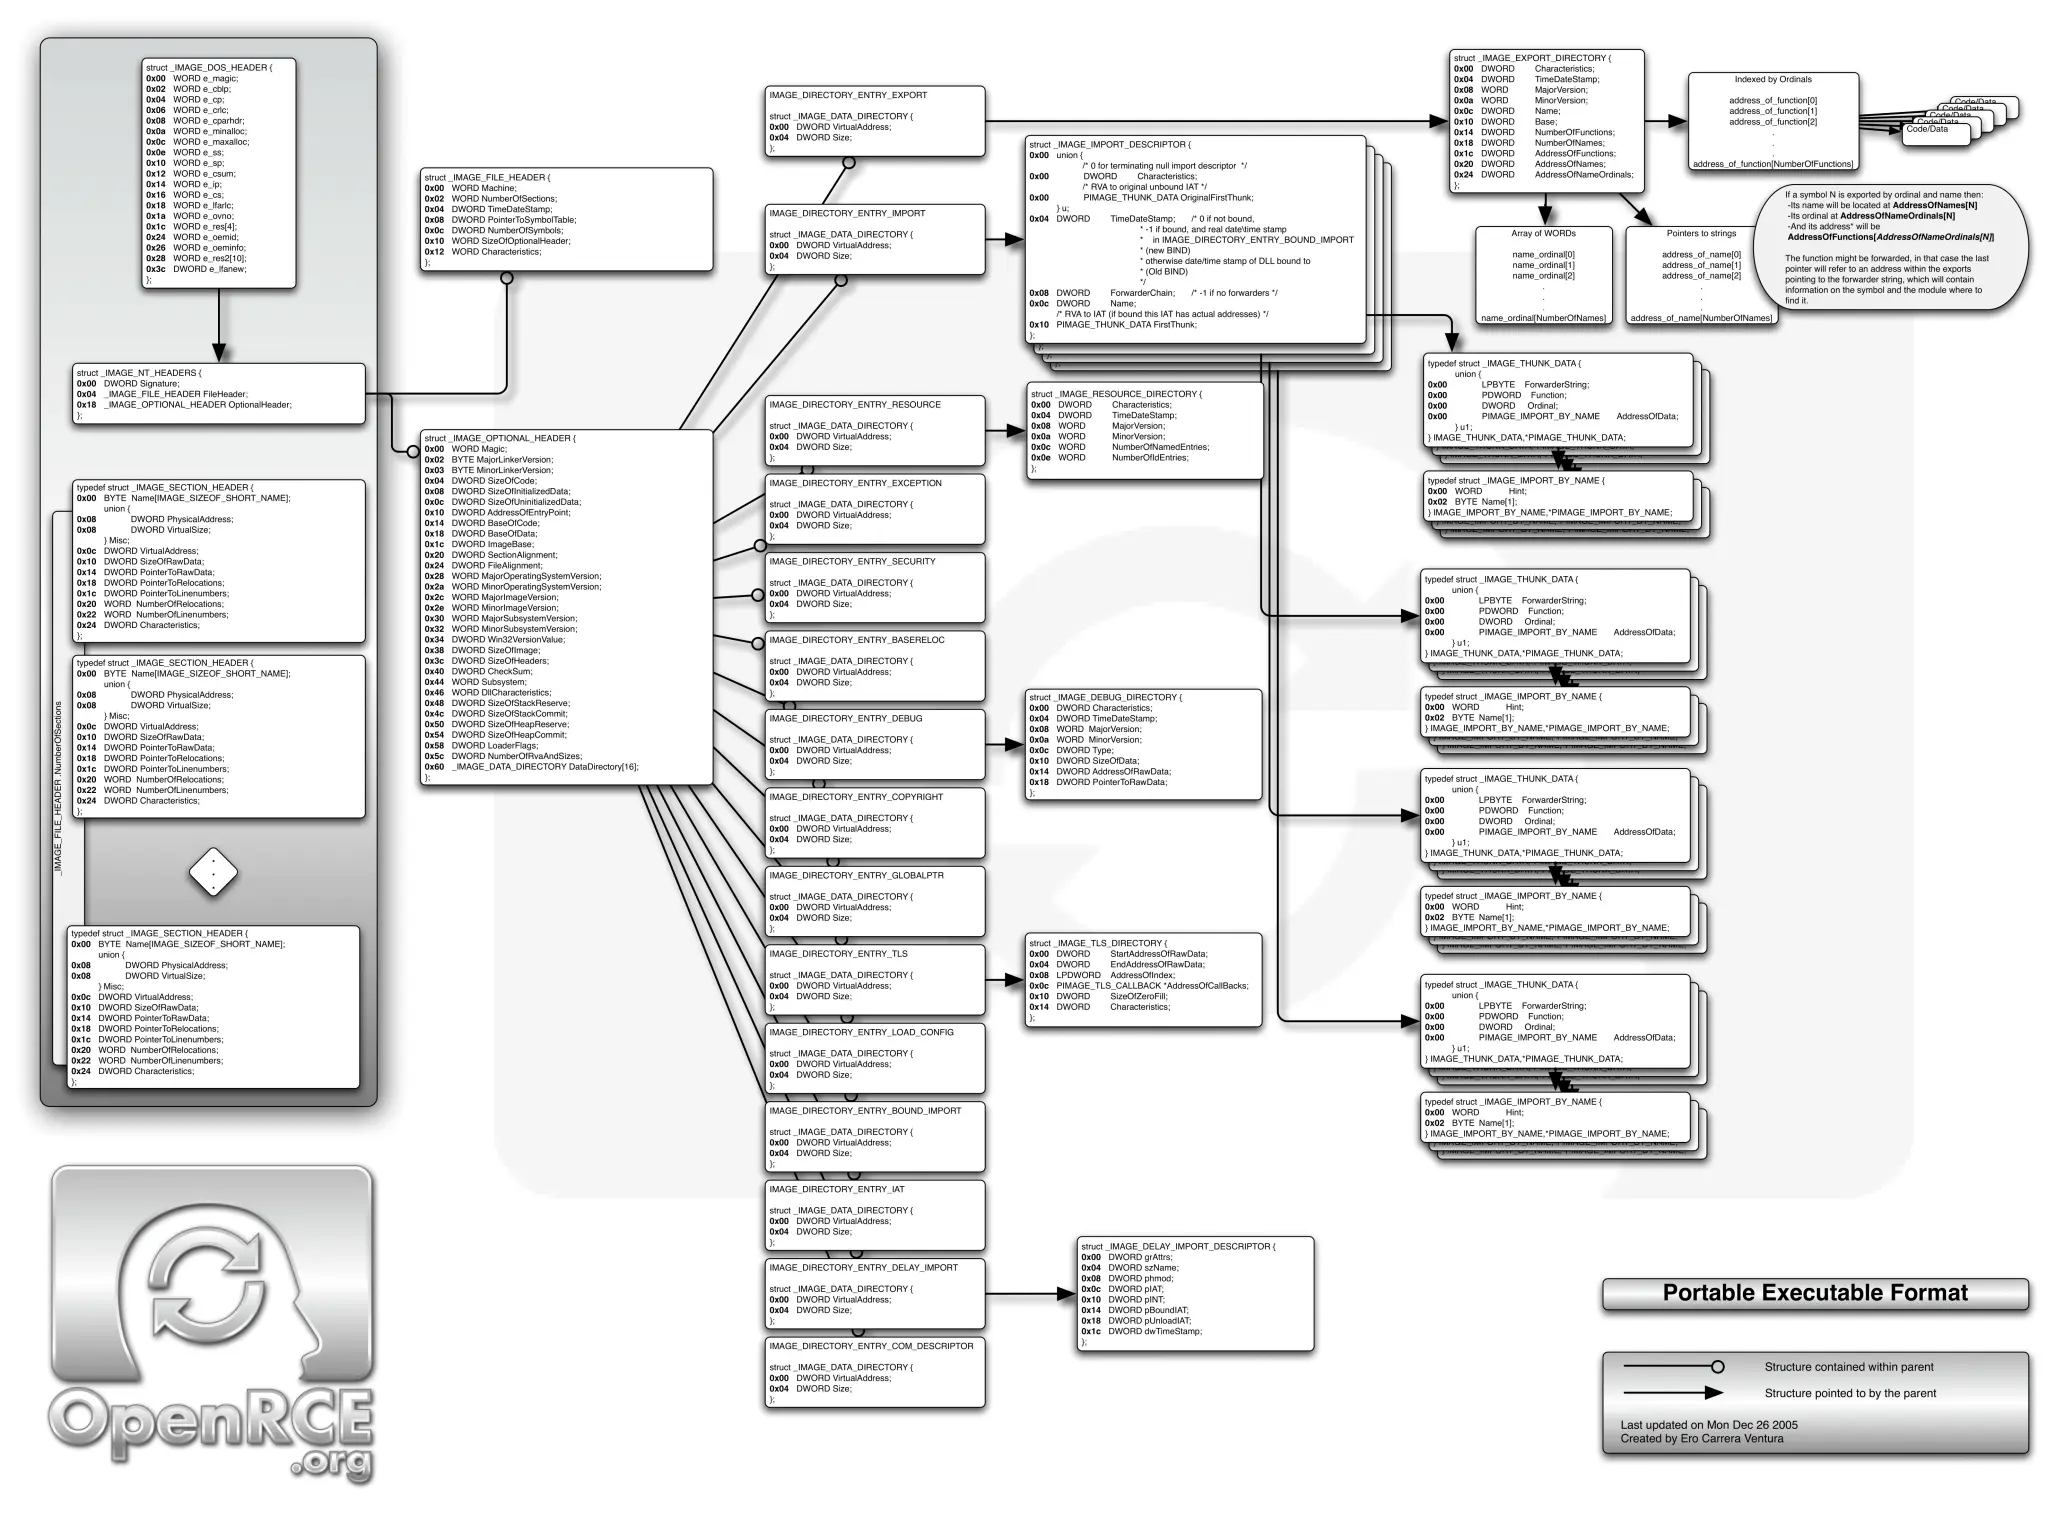 struct _IMAGE_DOS_HEADER {
0x00 WORD e_magic;
0x02 WORD e_cblp;
0x04 WORD e_cp;
0x06 WORD e_crlc;
0x08 WORD e_cparhdr;
0x0a WORD e_minalloc;
0x0c WORD e_maxalloc;
0x0e WORD e_ss;
0x10 WORD e_sp;
0x12 WORD e_csum;
0x14 WORD e_ip;
0x16 WORD e_cs;
0x18 WORD e_lfarlc;
0x1a WORD e_ovno;
0x1c WORD e_res[4];
0x24 WORD e_oemid;
0x26 WORD e_oeminfo;
0x28 WORD e_res2[10];
0x3c DWORD e_lfanew;
};
struct _IMAGE_NT_HEADERS {
0x00 DWORD Signature;
0x04 _IMAGE_FILE_HEADER FileHeader;
0x18 _IMAGE_OPTIONAL_HEADER OptionalHeader;
};
_IMAGE_FILE_HEADER .NumberOfSections
typedef struct _IMAGE_SECTION_HEADER {
0x00 BYTE Name[IMAGE_SIZEOF_SHORT_NAME];
union {
0x08 DWORD PhysicalAddress;
0x08 DWORD VirtualSize;
} Misc;
0x0c DWORD VirtualAddress;
0x10 DWORD SizeOfRawData;
0x14 DWORD PointerToRawData;
0x18 DWORD PointerToRelocations;
0x1c DWORD PointerToLinenumbers;
0x20 WORD NumberOfRelocations;
0x22 WORD NumberOfLinenumbers;
0x24 DWORD Characteristics;
};
typedef struct _IMAGE_SECTION_HEADER {
0x00 BYTE Name[IMAGE_SIZEOF_SHORT_NAME];
union {
0x08 DWORD PhysicalAddress;
0x08 DWORD VirtualSize;
} Misc;
0x0c DWORD VirtualAddress;
0x10 DWORD SizeOfRawData;
0x14 DWORD PointerToRawData;
0x18 DWORD PointerToRelocations;
0x1c DWORD PointerToLinenumbers;
0x20 WORD NumberOfRelocations;
0x22 WORD NumberOfLinenumbers;
0x24 DWORD Characteristics;
};
.
.
.
typedef struct _IMAGE_SECTION_HEADER {
0x00 BYTE Name[IMAGE_SIZEOF_SHORT_NAME];
union {
0x08 DWORD PhysicalAddress;
0x08 DWORD VirtualSize;
} Misc;
0x0c DWORD VirtualAddress;
0x10 DWORD SizeOfRawData;
0x14 DWORD PointerToRawData;
0x18 DWORD PointerToRelocations;
0x1c DWORD PointerToLinenumbers;
0x20 WORD NumberOfRelocations;
0x22 WORD NumberOfLinenumbers;
0x24 DWORD Characteristics;
};
OpenRCE
.org
struct _IMAGE_FILE_HEADER {
0x00 WORD Machine;
0x02 WORD NumberOfSections;
0x04 DWORD TimeDateStamp;
0x08 DWORD PointerToSymbolTable;
0x0c DWORD NumberOfSymbols;
0x10 WORD SizeOfOptionalHeader;
0x12 WORD Characteristics;
};
struct _IMAGE_OPTIONAL_HEADER {
0x00 WORD Magic;
0x02 BYTE MajorLinkerVersion;
0x03 BYTE MinorLinkerVersion;
0x04 DWORD SizeOfCode;
0x08 DWORD SizeOfInitializedData;
0x0c DWORD SizeOfUninitializedData;
0x10 DWORD AddressOfEntryPoint;
0x14 DWORD BaseOfCode;
0x18 DWORD BaseOfData;
0x1c DWORD ImageBase;
0x20 DWORD SectionAlignment;
0x24 DWORD FileAlignment;
0x28 WORD MajorOperatingSystemVersion;
0x2a WORD MinorOperatingSystemVersion;
0x2c WORD MajorImageVersion;
0x2e WORD MinorImageVersion;
0x30 WORD MajorSubsystemVersion;
0x32 WORD MinorSubsystemVersion;
0x34 DWORD Win32VersionValue;
0x38 DWORD SizeOfImage;
0x3c DWORD SizeOfHeaders;
0x40 DWORD CheckSum;
0x44 WORD Subsystem;
0x46 WORD DllCharacteristics;
0x48 DWORD SizeOfStackReserve;
0x4c DWORD SizeOfStackCommit;
0x50 DWORD SizeOfHeapReserve;
0x54 DWORD SizeOfHeapCommit;
0x58 DWORD LoaderFlags;
0x5c DWORD NumberOfRvaAndSizes;
0x60 _IMAGE_DATA_DIRECTORY DataDirectory[16];
};
IMAGE_DIRECTORY_ENTRY_EXPORT
struct _IMAGE_DATA_DIRECTORY {
0x00 DWORD VirtualAddress;
0x04 DWORD Size;
};
IMAGE_DIRECTORY_ENTRY_IMPORT
struct _IMAGE_DATA_DIRECTORY {
0x00 DWORD VirtualAddress;
0x04 DWORD Size;
};
IMAGE_DIRECTORY_ENTRY_RESOURCE
struct _IMAGE_DATA_DIRECTORY {
0x00 DWORD VirtualAddress;
0x04 DWORD Size;
};
IMAGE_DIRECTORY_ENTRY_EXCEPTION
struct _IMAGE_DATA_DIRECTORY {
0x00 DWORD VirtualAddress;
0x04 DWORD Size;
};
IMAGE_DIRECTORY_ENTRY_SECURITY
struct _IMAGE_DATA_DIRECTORY {
0x00 DWORD VirtualAddress;
0x04 DWORD Size;
};
IMAGE_DIRECTORY_ENTRY_BASERELOC
struct _IMAGE_DATA_DIRECTORY {
0x00 DWORD VirtualAddress;
0x04 DWORD Size;
};
IMAGE_DIRECTORY_ENTRY_DEBUG
struct _IMAGE_DATA_DIRECTORY {
0x00 DWORD VirtualAddress;
0x04 DWORD Size;
};
IMAGE_DIRECTORY_ENTRY_COPYRIGHT
struct _IMAGE_DATA_DIRECTORY {
0x00 DWORD VirtualAddress;
0x04 DWORD Size;
};
IMAGE_DIRECTORY_ENTRY_GLOBALPTR
struct _IMAGE_DATA_DIRECTORY {
0x00 DWORD VirtualAddress;
0x04 DWORD Size;
};
IMAGE_DIRECTORY_ENTRY_TLS
struct _IMAGE_DATA_DIRECTORY {
0x00 DWORD VirtualAddress;
0x04 DWORD Size;
};
IMAGE_DIRECTORY_ENTRY_LOAD_CONFIG
struct _IMAGE_DATA_DIRECTORY {
0x00 DWORD VirtualAddress;
0x04 DWORD Size;
};
IMAGE_DIRECTORY_ENTRY_BOUND_IMPORT
struct _IMAGE_DATA_DIRECTORY {
0x00 DWORD VirtualAddress;
0x04 DWORD Size;
};
IMAGE_DIRECTORY_ENTRY_IAT
struct _IMAGE_DATA_DIRECTORY {
0x00 DWORD VirtualAddress;
0x04 DWORD Size;
};
IMAGE_DIRECTORY_ENTRY_DELAY_IMPORT
struct _IMAGE_DATA_DIRECTORY {
0x00 DWORD VirtualAddress;
0x04 DWORD Size;
};
IMAGE_DIRECTORY_ENTRY_COM_DESCRIPTOR
struct _IMAGE_DATA_DIRECTORY {
0x00 DWORD VirtualAddress;
0x04 DWORD Size;
};
struct _IMAGE_IMPORT_DESCRIPTOR {
0x00 union {
/* 0 for terminating null import descriptor */
0x00 DWORD Characteristics;
/* RVA to original unbound IAT */
0x00 PIMAGE_THUNK_DATA OriginalFirstThunk;
} u;
0x04 DWORD TimeDateStamp; /* 0 if not bound,
* -1 if bound, and real date\time stamp
* in IMAGE_DIRECTORY_ENTRY_BOUND_IMPORT
* (new BIND)
* otherwise date/time stamp of DLL bound to
* (Old BIND)
*/
0x08 DWORD ForwarderChain; /* -1 if no forwarders */
0x0c DWORD Name;
/* RVA to IAT (if bound this IAT has actual addresses) */
0x10 PIMAGE_THUNK_DATA FirstThunk;
};
};
};
};
struct _IMAGE_RESOURCE_DIRECTORY {
0x00 DWORD Characteristics;
0x04 DWORD TimeDateStamp;
0x08 WORD MajorVersion;
0x0a WORD MinorVersion;
0x0c WORD NumberOfNamedEntries;
0x0e WORD NumberOfIdEntries;
};
struct _IMAGE_DEBUG_DIRECTORY {
0x00 DWORD Characteristics;
0x04 DWORD TimeDateStamp;
0x08 WORD MajorVersion;
0x0a WORD MinorVersion;
0x0c DWORD Type;
0x10 DWORD SizeOfData;
0x14 DWORD AddressOfRawData;
0x18 DWORD PointerToRawData;
};
struct _IMAGE_TLS_DIRECTORY {
0x00 DWORD StartAddressOfRawData;
0x04 DWORD EndAddressOfRawData;
0x08 LPDWORD AddressOfIndex;
0x0c PIMAGE_TLS_CALLBACK *AddressOfCallBacks;
0x10 DWORD SizeOfZeroFill;
0x14 DWORD Characteristics;
};
struct _IMAGE_DELAY_IMPORT_DESCRIPTOR {
0x00 DWORD grAttrs;
0x04 DWORD szName;
0x08 DWORD phmod;
0x0c DWORD pIAT;
0x10 DWORD pINT;
0x14 DWORD pBoundIAT;
0x18 DWORD pUnloadIAT;
0x1c DWORD dwTimeStamp;
};
struct _IMAGE_EXPORT_DIRECTORY {
0x00 DWORD Characteristics;
0x04 DWORD TimeDateStamp;
0x08 WORD MajorVersion;
0x0a WORD MinorVersion;
0x0c DWORD Name;
0x10 DWORD Base;
0x14 DWORD NumberOfFunctions;
0x18 DWORD NumberOfNames;
0x1c DWORD AddressOfFunctions;
0x20 DWORD AddressOfNames;
0x24 DWORD AddressOfNameOrdinals;
};
Indexed by Ordinals
address_of_function[0]
address_of_function[1]
address_of_function[2]
.
.
.
address_of_function[NumberOfFunctions]
Code/Data
Code/Data
Code/Data
Code/Data
Code/Data
Array of WORDs
name_ordinal[0]
name_ordinal[1]
name_ordinal[2]
.
.
.
name_ordinal[NumberOfNames]
Pointers to strings
address_of_name[0]
address_of_name[1]
address_of_name[2]
.
.
.
address_of_name[NumberOfNames]
If a symbol N is exported by ordinal and name then:
-Its name will be located at AddressOfNames[N]
-Its ordinal at AddressOfNameOrdinals[N]
-And its address* will be
AddressOfFunctions[AddressOfNameOrdinals[N]]
The function might be forwarded, in that case the last
pointer will refer to an address within the exports
pointing to the forwarder string, which will contain
information on the symbol and the module where to
find it.
typedef struct _IMAGE_THUNK_DATA {
union {
0x00 LPBYTE ForwarderString;
0x00 PDWORD Function;
0x00 DWORD Ordinal;
0x00 PIMAGE_IMPORT_BY_NAME AddressOfData;
} u1;
} IMAGE_THUNK_DATA,*PIMAGE_THUNK_DATA;
typedef struct _IMAGE_IMPORT_BY_NAME {
0x00 WORD Hint;
0x02 BYTE Name[1];
} IMAGE_IMPORT_BY_NAME,*PIMAGE_IMPORT_BY_NAME;
typedef struct _IMAGE_THUNK_DATA {
union {
0x00 LPBYTE ForwarderString;
0x00 PDWORD Function;
0x00 DWORD Ordinal;
0x00 PIMAGE_IMPORT_BY_NAME AddressOfData;
} u1;
} IMAGE_THUNK_DATA,*PIMAGE_THUNK_DATA;
typedef struct _IMAGE_IMPORT_BY_NAME {
0x00 WORD Hint;
0x02 BYTE Name[1];
} IMAGE_IMPORT_BY_NAME,*PIMAGE_IMPORT_BY_NAME;
typedef struct _IMAGE_THUNK_DATA {
union {
0x00 LPBYTE ForwarderString;
0x00 PDWORD Function;
0x00 DWORD Ordinal;
0x00 PIMAGE_IMPORT_BY_NAME AddressOfData;
} u1;
} IMAGE_THUNK_DATA,*PIMAGE_THUNK_DATA;
typedef struct _IMAGE_IMPORT_BY_NAME {
0x00 WORD Hint;
0x02 BYTE Name[1];
} IMAGE_IMPORT_BY_NAME,*PIMAGE_IMPORT_BY_NAME;
typedef struct _IMAGE_THUNK_DATA {
union {
0x00 LPBYTE ForwarderString;
0x00 PDWORD Function;
0x00 DWORD Ordinal;
0x00 PIMAGE_IMPORT_BY_NAME AddressOfData;
} u1;
} IMAGE_THUNK_DATA,*PIMAGE_THUNK_DATA;
typedef struct _IMAGE_IMPORT_BY_NAME {
0x00 WORD Hint;
0x02 BYTE Name[1];
} IMAGE_IMPORT_BY_NAME,*PIMAGE_IMPORT_BY_NAME;
Portable Executable Format
Structure contained within parent
Structure pointed to by the parent
Last updated on Mon Dec 26 2005
Created by Ero Carrera Ventura